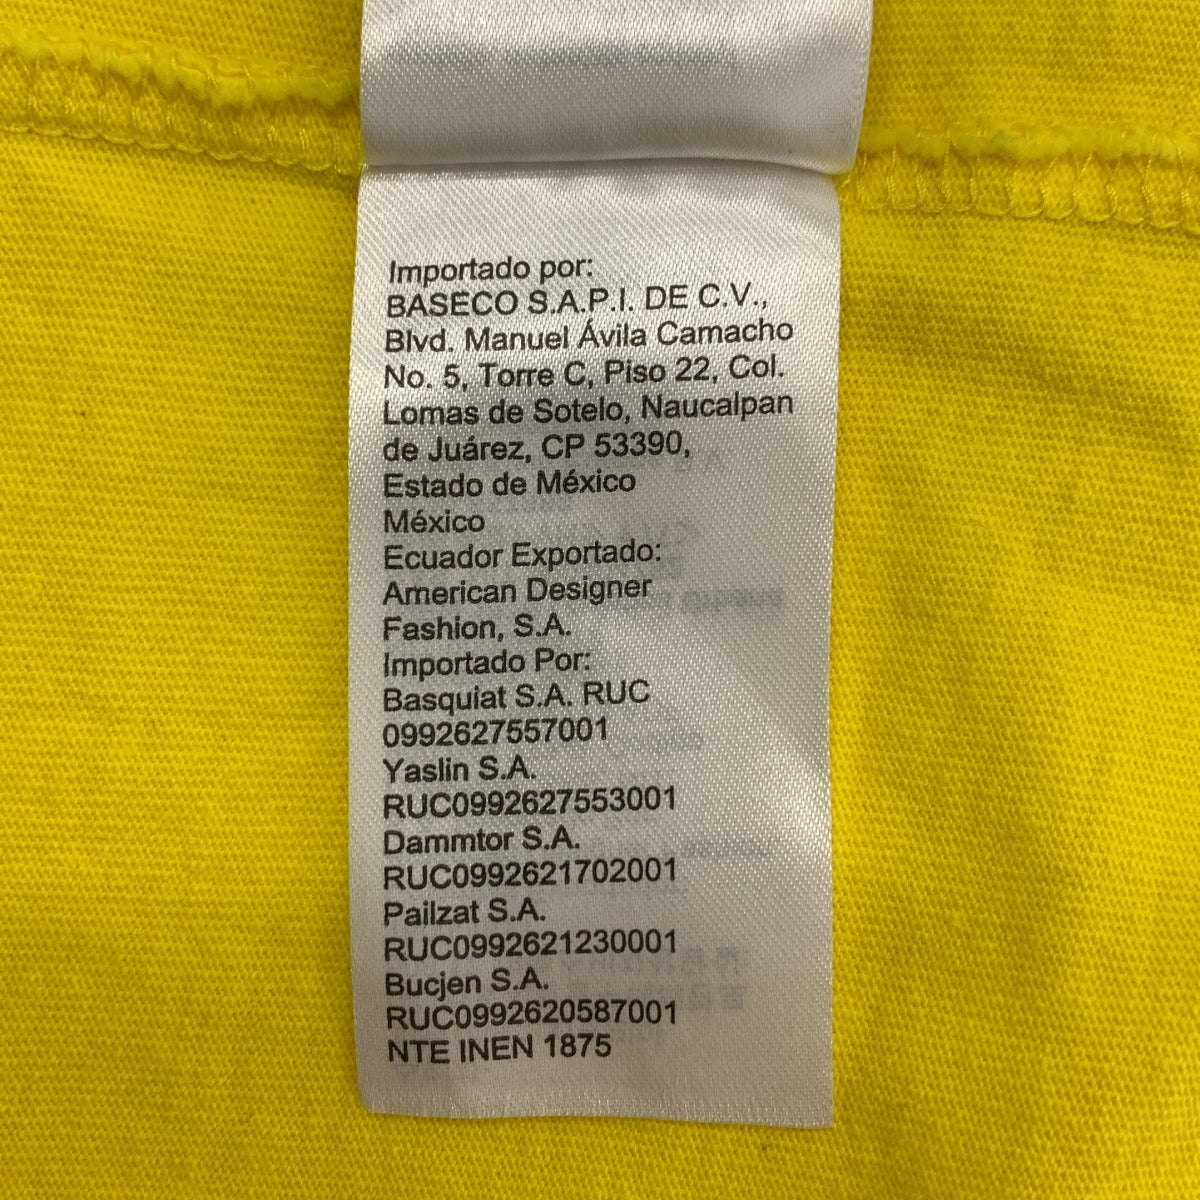 Importado por:
BASECO S.A.P.I. DE C.V.,
Blvd. Manuel Ávila Camacho
No. 5, Torre C, Piso 22, Col.
Lomas de Sotelo, Naucalpan
de Juárez, CP 53390,
Estado de México
México
Ecuador Exportado:
American Designer
Fashion, S.A.
Importado Por:
Basquiat S.A. RUC
0992627557001
Yaslin S.A.
RUC0992627553001
Dammtor S.A.
RUC0992621702001
Pailzat S.A.
RUC0992621230001
Bucjen S.A.
RUC0992620587001
NTE INEN 1875